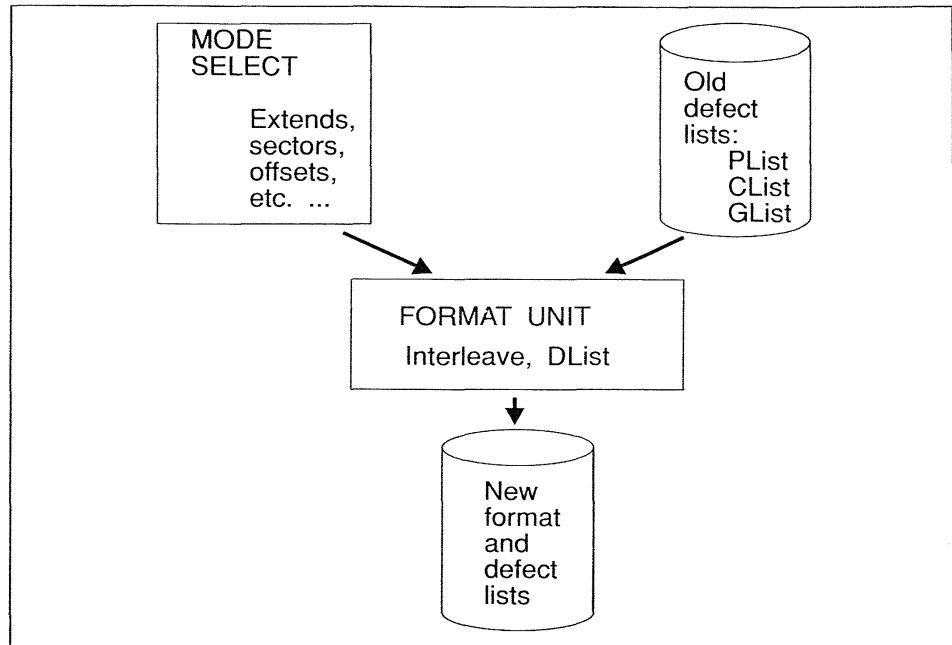 MODE
SELECT
Extends,
sectors,
offsets,
etc. ...
Old
defect
lists:
PList
CList
GList
FORMAT UNIT
Interleave, DList
New
format
and
defect
lists